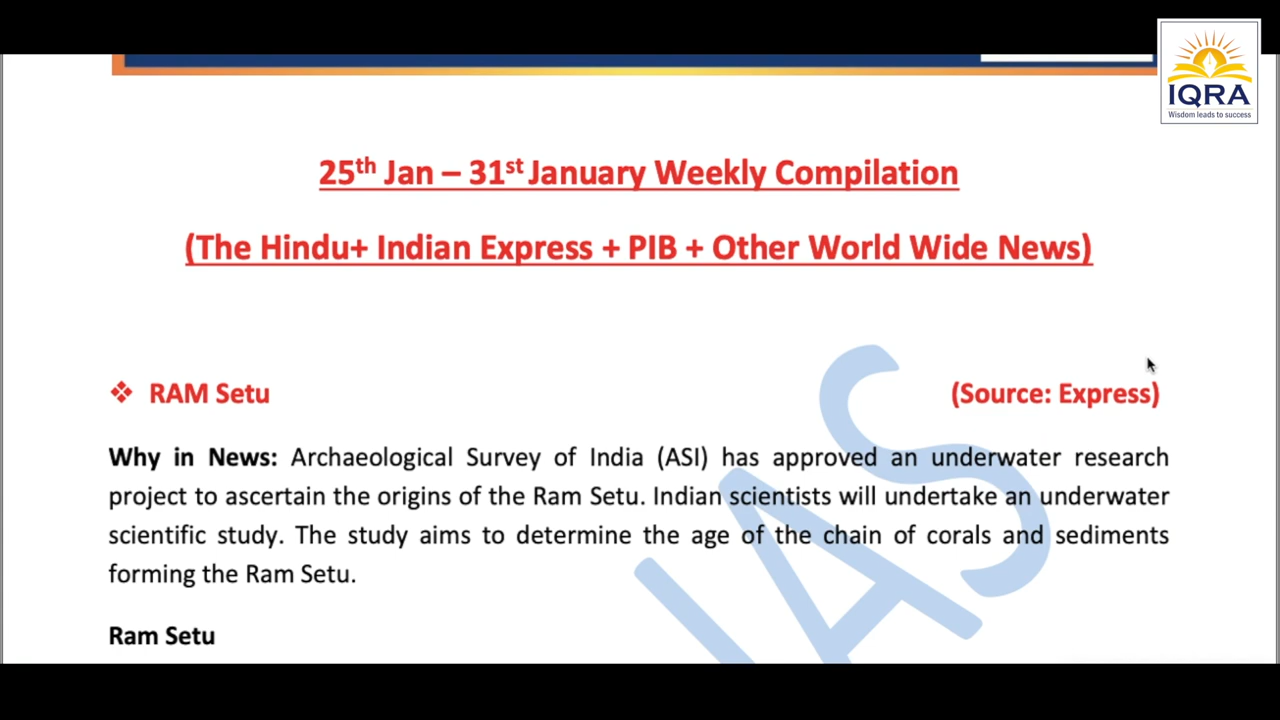 IQRA
Wisdom leads to success
25th Jan – 31st January Weekly Compilation
(The Hindu+ Indian Express + PIB + Other World Wide News)
❖ RAM Setu (Source: Express)
Why in News: Archaeological Survey of India (ASI) has approved an underwater research
project to ascertain the origins of the Ram Setu. Indian scientists will undertake an underwater
scientific study. The study aims to determine the age of the chain of corals and sediments
forming the Ram Setu.
Ram Setu
IAS